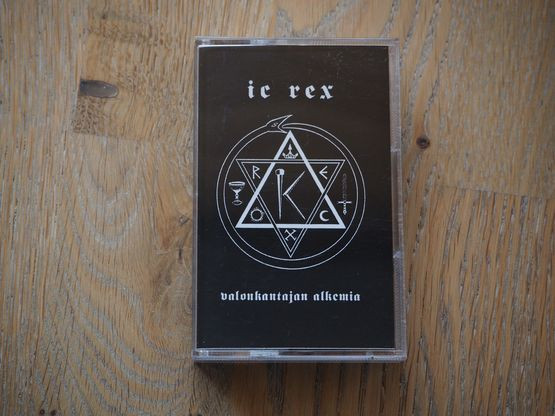 ic rex
R E
K
C
X
valonkantajan alkemia